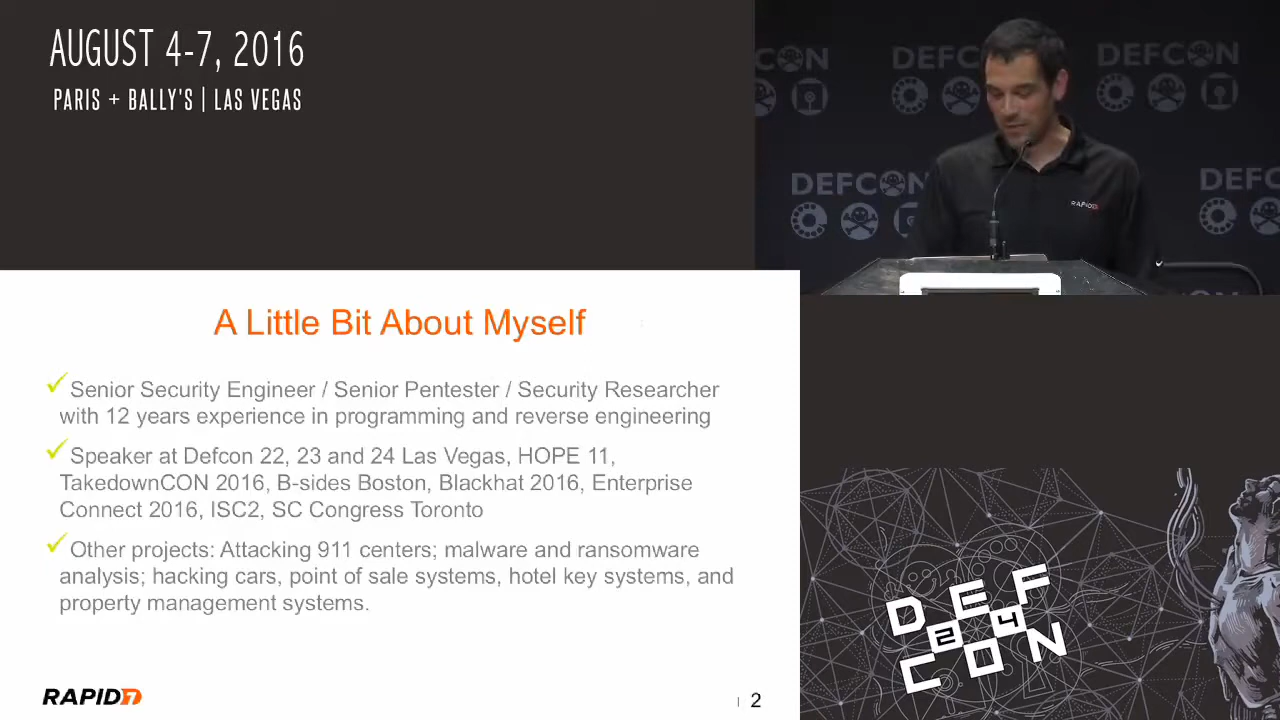 AUGUST 4-7, 2016
PARIS + BALLY'S | LAS VEGAS
DEFCON
DEFCON
DEFCON
DEFCON
RAPID7
A Little Bit About Myself
Senior Security Engineer / Senior Pentester / Security Researcher
with 12 years experience in programming and reverse engineering
Speaker at Defcon 22, 23 and 24 Las Vegas, HOPE 11,
TakedownCON 2016, B-sides Boston, Blackhat 2016, Enterprise
Connect 2016, ISC2, SC Congress Toronto
Other projects: Attacking 911 centers; malware and ransomware
analysis; hacking cars, point of sale systems, hotel key systems, and
property management systems.
RAPID7
| 2
DEF
24
CON